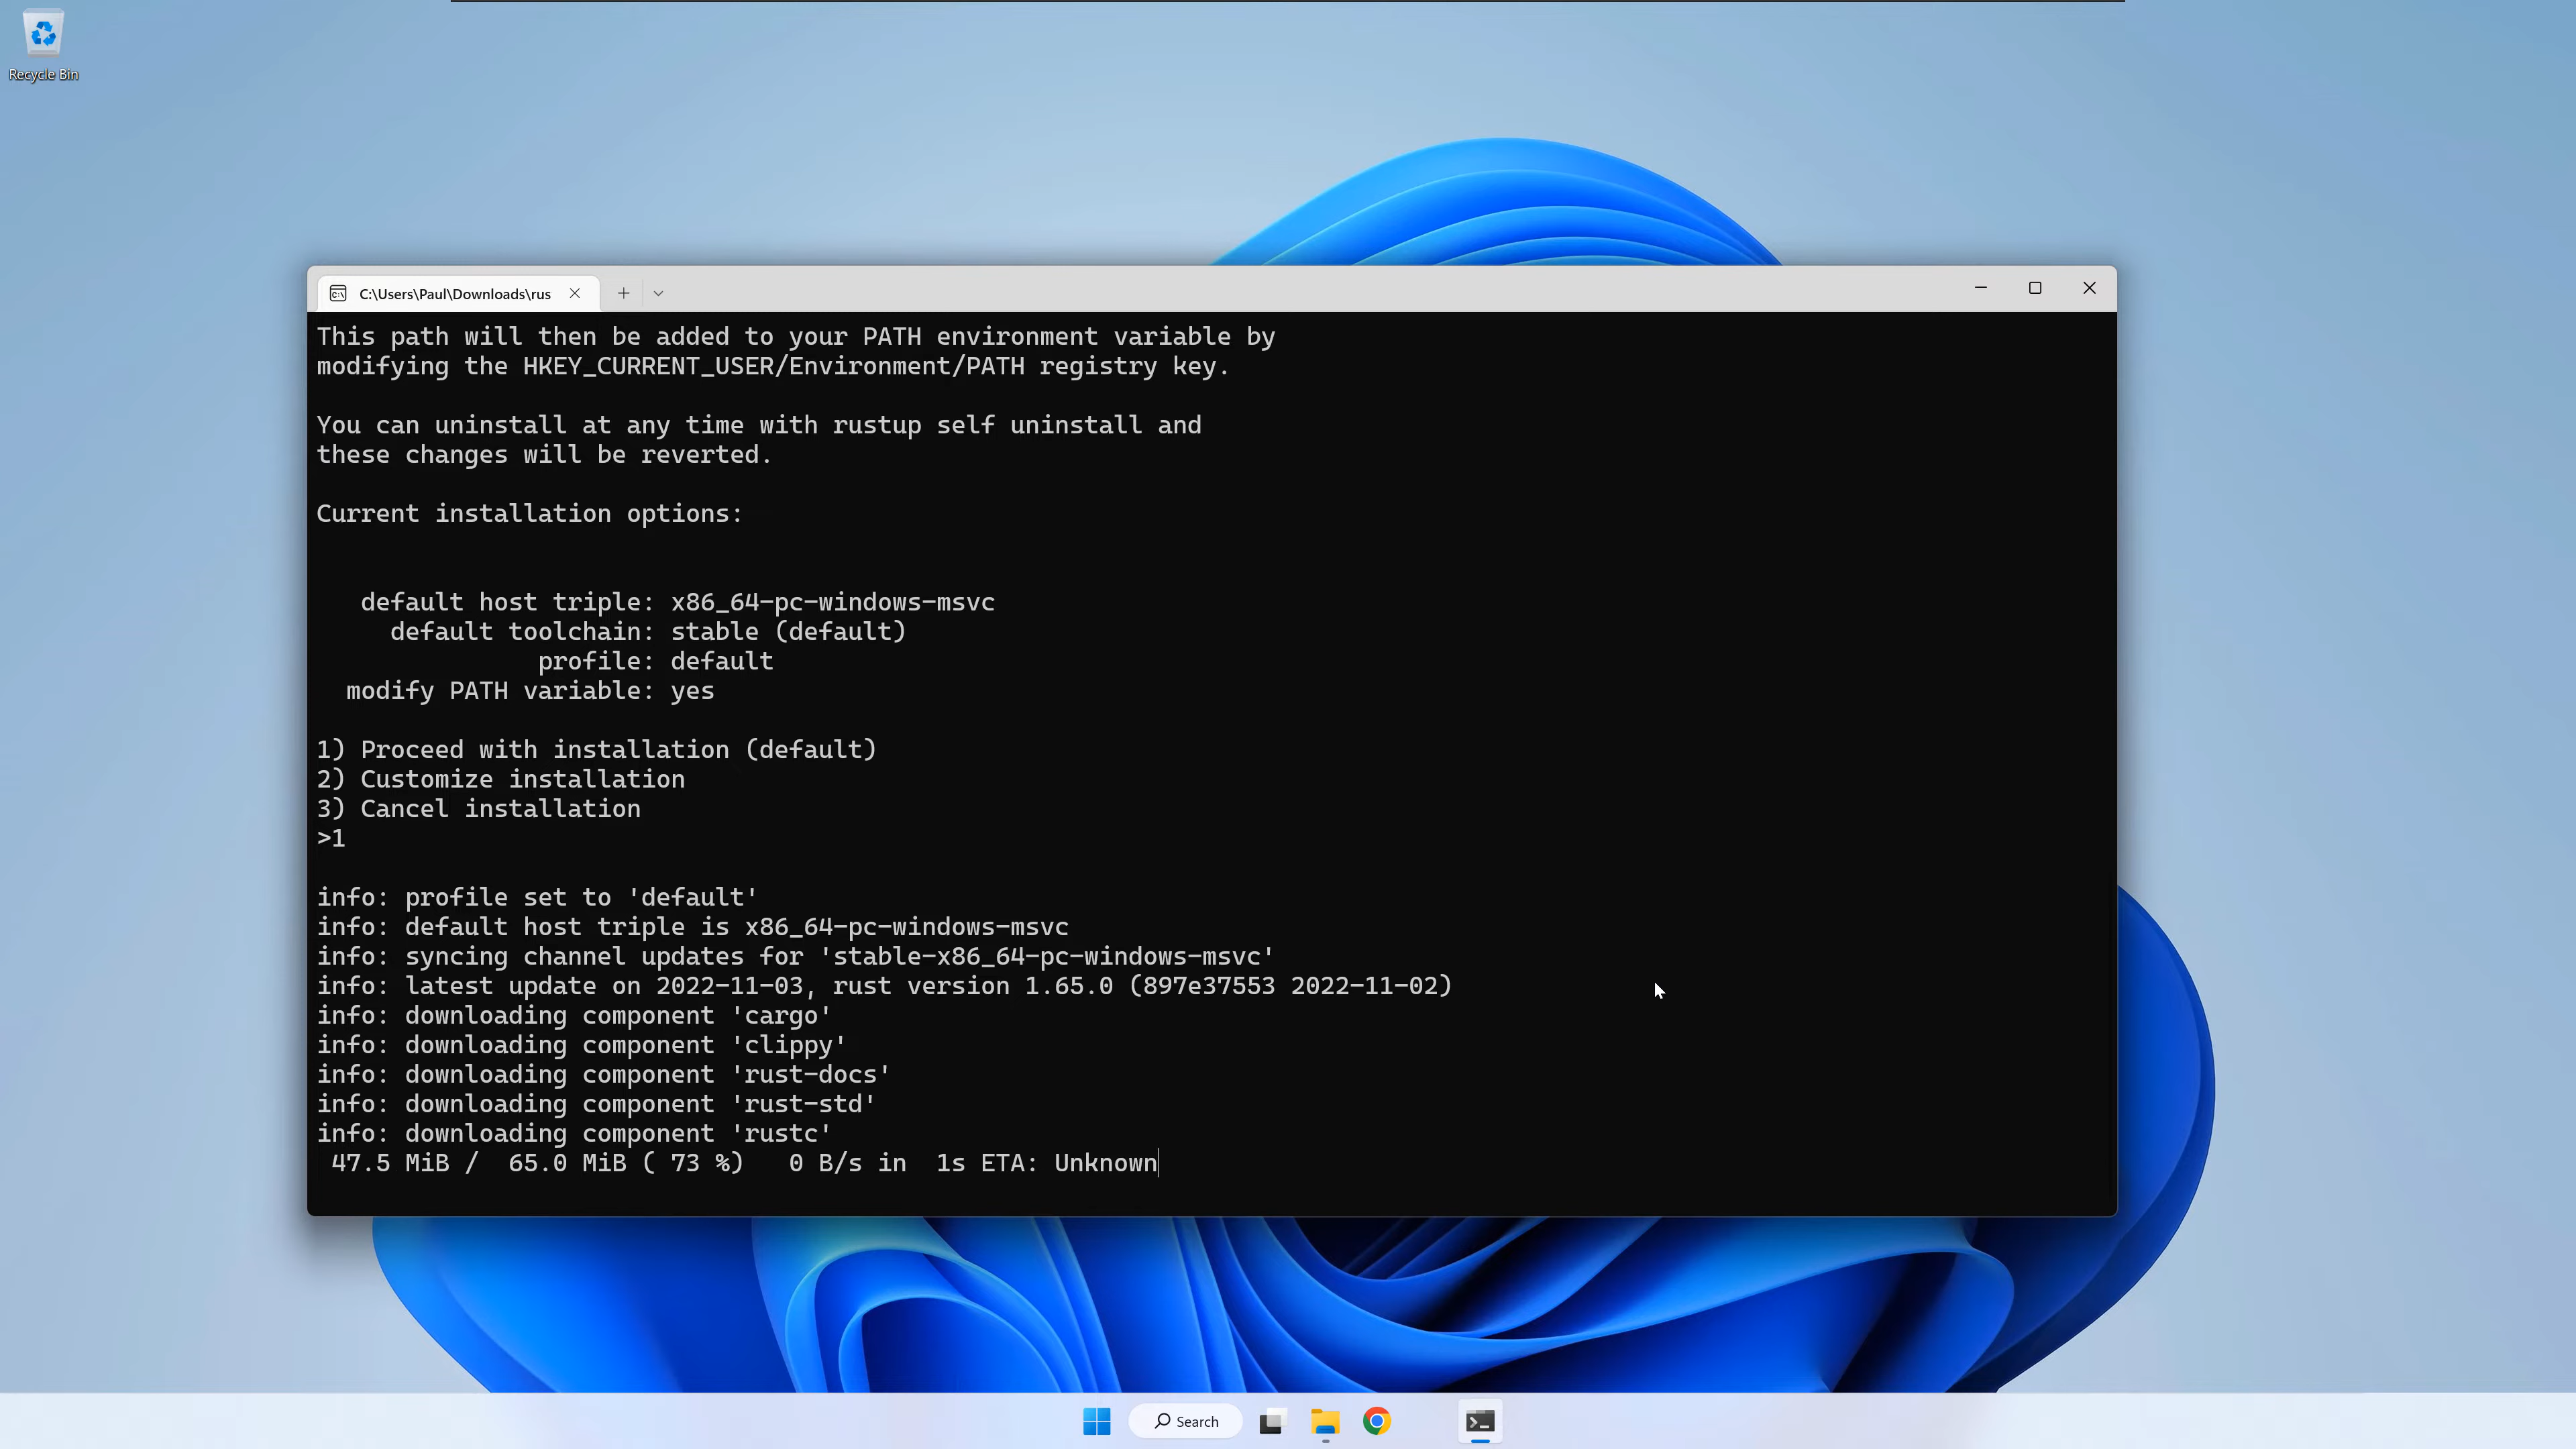 Recycle Bin
C:\Users\Paul\Downloads\rus
This path will then be added to your PATH environment variable by
modifying the HKEY_CURRENT_USER/Environment/PATH registry key.
You can uninstall at any time with rustup self uninstall and
these changes will be reverted.
Current installation options:
default host triple: x86_64-pc-windows-msvc
default toolchain: stable (default)
profile: default
modify PATH variable: yes
1) Proceed with installation (default)
2) Customize installation
3) Cancel installation
>1
info: profile set to 'default'
info: default host triple is x86_64-pc-windows-msvc
info: syncing channel updates for 'stable-x86_64-pc-windows-msvc'
info: latest update on 2022-11-03, rust version 1.65.0 (897e37553 2022-11-02)
info: downloading component 'cargo'
info: downloading component 'clippy'
info: downloading component 'rust-docs'
info: downloading component 'rust-std'
info: downloading component 'rustc'
47.5 MiB /  65.0 MiB ( 73 %)   0 B/s in  1s ETA: Unknown
Search